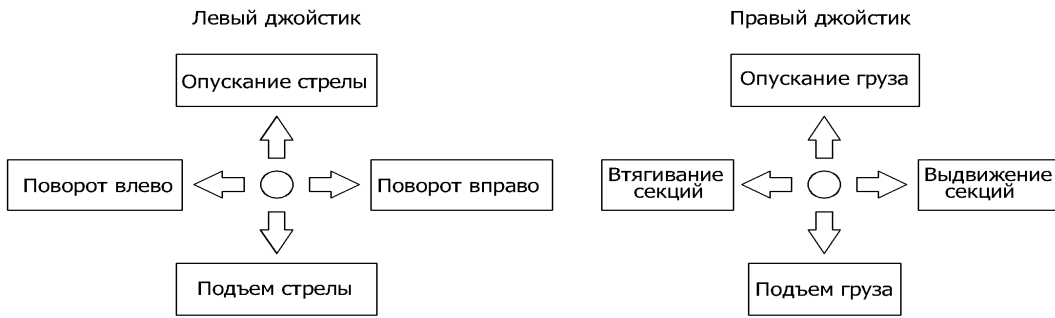 Левый джойстик
Опускание стрелы
Поворот влево
Поворот вправо
Подъем стрелы
Правый джойстик
Опускание груза
Втягивание
секций
Выдвижение
секций
Подъем груза